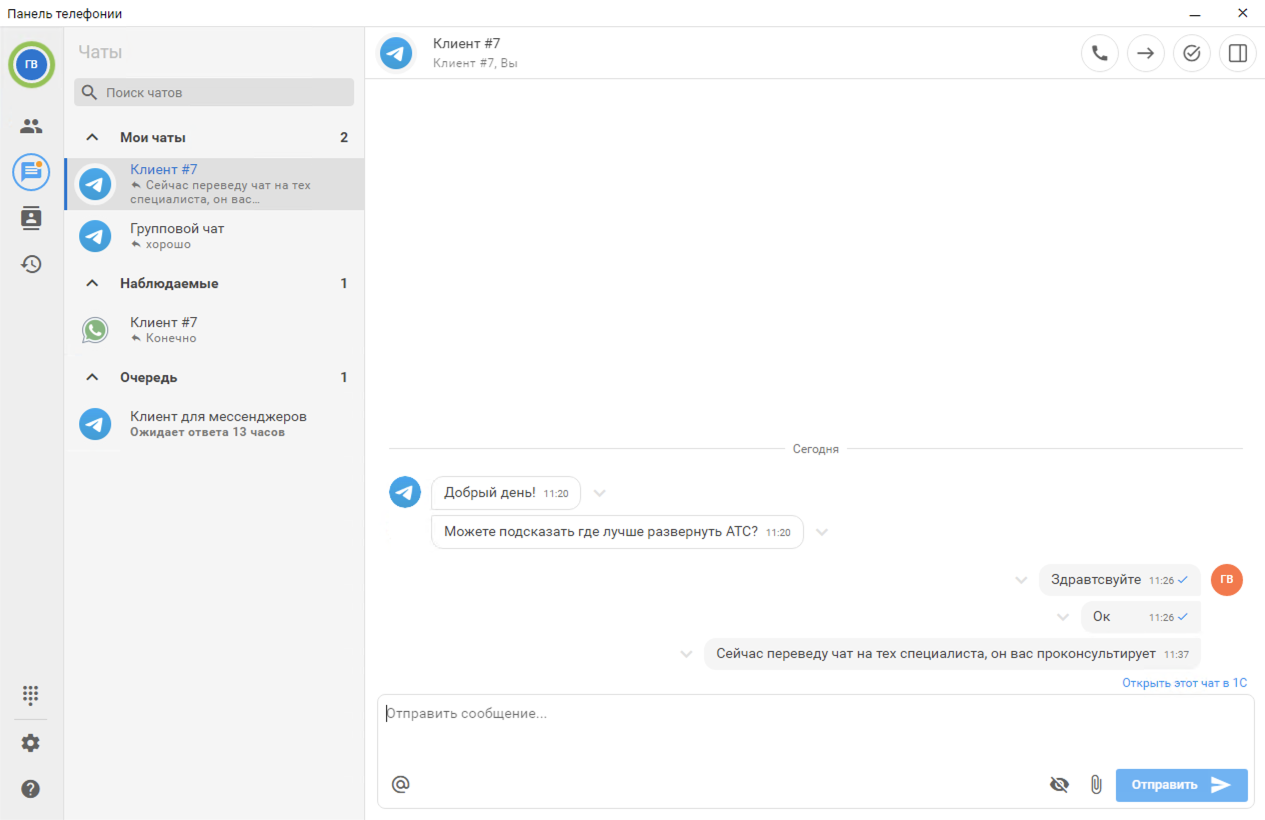 Панель телефонии
ГВ
Чаты
Поиск чатов
Мои чаты 2
Клиент #7
Сейчас переведу чат на тех
специалиста, он вас...
Групповой чат
хорошо
Наблюдаемые 1
Клиент #7
Конечно
Очередь 1
Клиент для мессенджеров
Ожидает ответа 13 часов
Клиент #7
Клиент #7, Вы
Сегодня
Добрый день! 11:20
Можете подсказать где лучше развернуть АТС? 11:20
Здравтсвуйте 11:26
ГВ
Ок 11:26
Сейчас переведу чат на тех специалиста, он вас проконсультирует 11:37
Открыть этот чат в 1С
Отправить сообщение...
@
Отправить